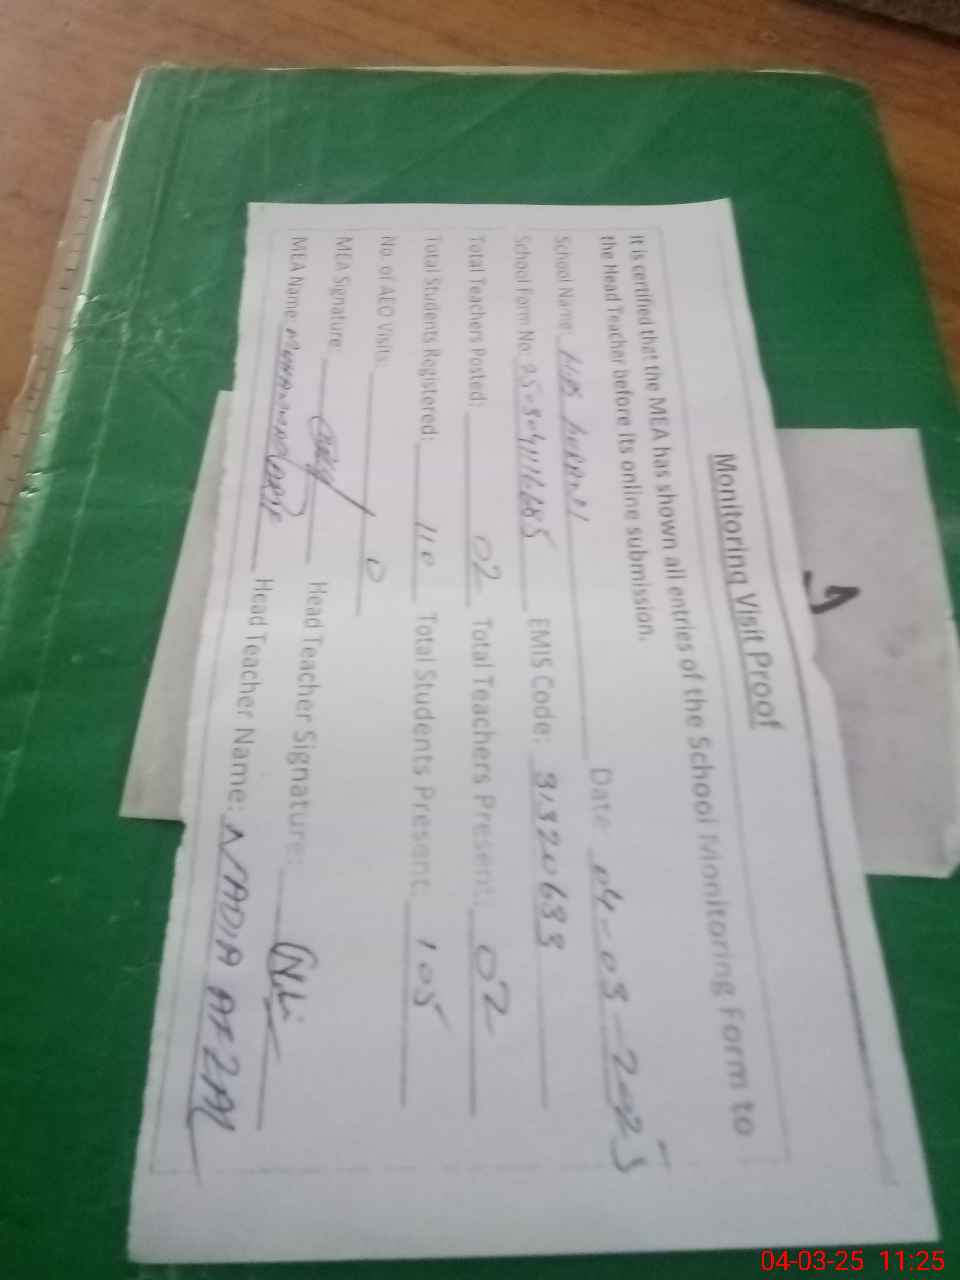 Monitoring Visit Proof
It is certified that the MEA has shown all entries of the School Monitoring Form to
the Head Teacher before its online submission.
School Name: Date: 04-03-2025
School Form No: EMIS Code: 31320633
Total Teachers Posted: 02 Total Teachers Present: 02
Total Students Registered: 110 Total Students Present: 105
No. of AEO Visits: 0
MEA Signature: Head Teacher Signature:
MEA Name: MUHAMMAD Head Teacher Name: NADIA AFZAL
04-03-25 11:25